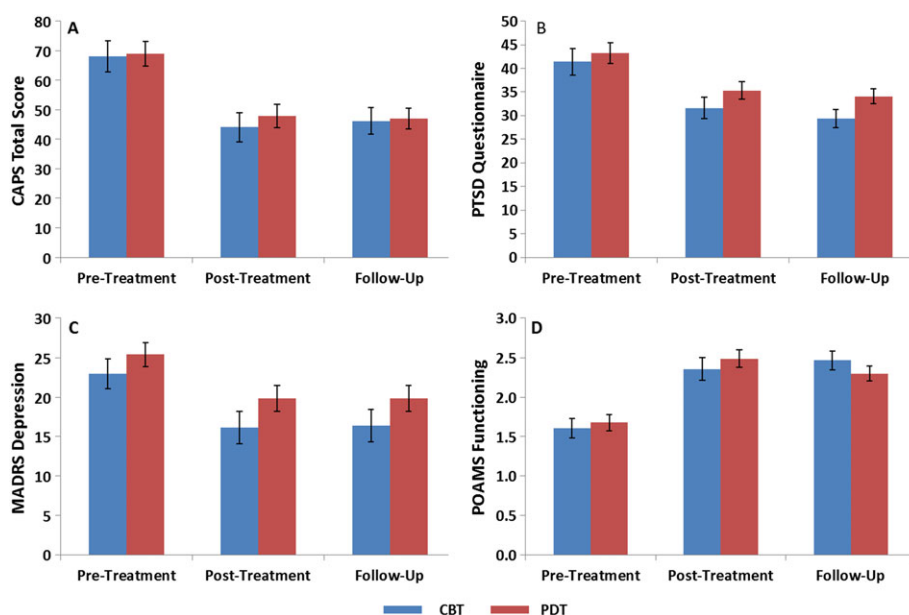 A
CAPS Total Score
80
70
60
50
40
30
20
10
0
Pre-Treatment Post-Treatment Follow-Up
B
PTSD Questionnaire
50
45
40
35
30
25
20
15
10
5
0
Pre-Treatment Post-Treatment Follow-Up
C
MADRS Depression
30
25
20
15
10
5
0
Pre-Treatment Post-Treatment Follow-Up
D
POAMS Functioning
3.0
2.5
2.0
1.5
1.0
0.5
0.0
Pre-Treatment Post-Treatment Follow-Up
CBT PDT